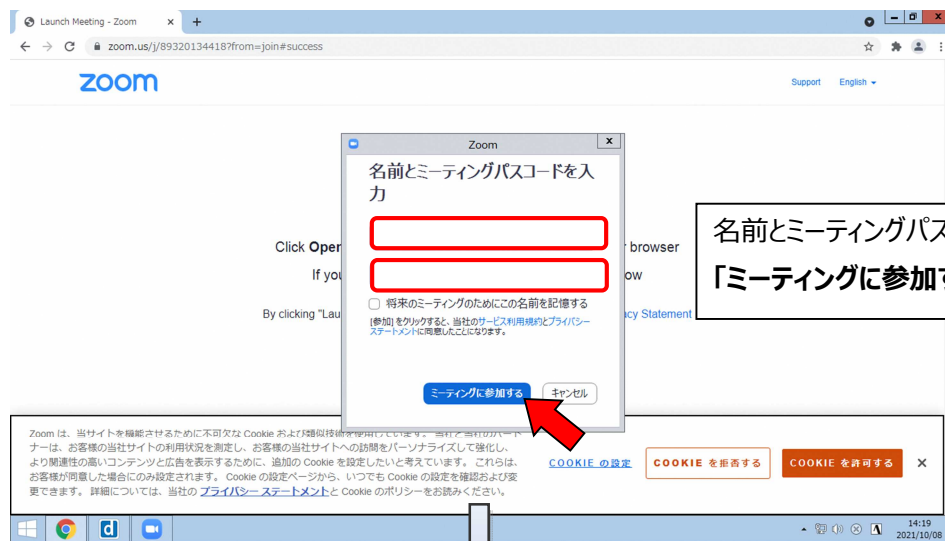 Launch Meeting - Zoom
zoom.us/j/89320134418?from=join#success
zoom
Support English
Zoom
名前とミーティングパスコードを入
力
名前とミーティングパス
Click Oper browser
「ミーティングに参加す
If you ow
将来のミーティングのためにこの名前を記憶する
By clicking "Lau cy Statement
[参加] をクリックすると、当社のサービス利用規約とプライバシー
ステートメントに同意したことになります。
ミーティングに参加する キャンセル
Zoom は、当サイトを機能させるために不可欠な Cookie および類似技術を使用しています。 当社と当社のパート
ナーは、お客様の当社サイトの利用状況を測定し、お客様の当社サイトへの訪問をパーソナライズして強化し、
より関連性の高いコンテンツと広告を表示するために、追加の Cookie を設定したいと考えています。 これらは、
お客様が同意した場合にのみ設定されます。 Cookie の設定ページから、いつでも Cookie の設定を確認および変
更できます。 詳細については、当社の プライバシー ステートメントと Cookie のポリシーをお読みください。
COOKIE の設定 COOKIE を拒否する COOKIE を許可する
d
A
14:19
2021/10/08